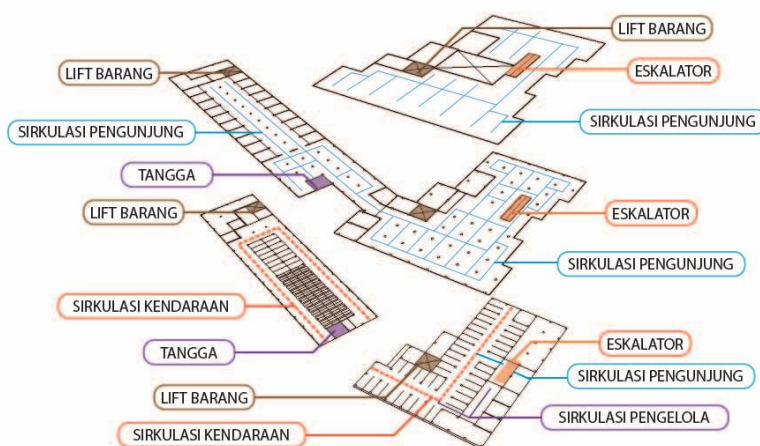 LIFT BARANG
ESKALATOR
LIFT BARANG
SIRKULASI PENGUNJUNG
SIRKULASI PENGUNJUNG
TANGGA
LIFT BARANG
ESKALATOR
SIRKULASI PENGUNJUNG
SIRKULASI KENDARAAN
TANGGA
ESKALATOR
SIRKULASI PENGUNJUNG
LIFT BARANG
SIRKULASI PENGELOLA
SIRKULASI KENDARAAN